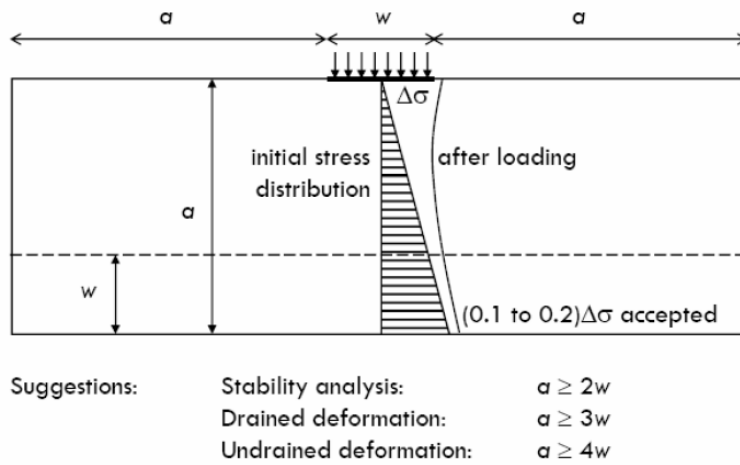 a w a
Δσ
initial stress after loading
distribution
a
w
(0.1 to 0.2)Δσ accepted
Suggestions: Stability analysis: a ≥ 2w
Drained deformation: a ≥ 3w
Undrained deformation: a ≥ 4w